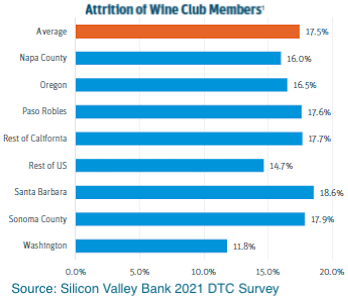 Attrition of Wine Club Members¹
Average 17.5%
Napa County 16.0%
Oregon 16.5%
Paso Robles 17.6%
Rest of California 17.7%
Rest of US 14.7%
Santa Barbara 18.6%
Sonoma County 17.9%
Washington 11.8%
0.0% 5.0% 10.0% 15.0% 20.0%
Source: Silicon Valley Bank 2021 DTC Survey